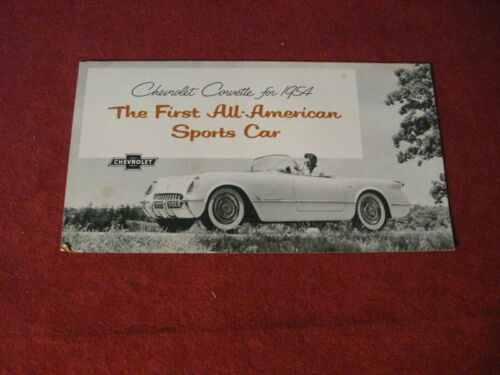 Chevrolet Corvette for 1954
The First All-American
Sports Car
CHEVROLET